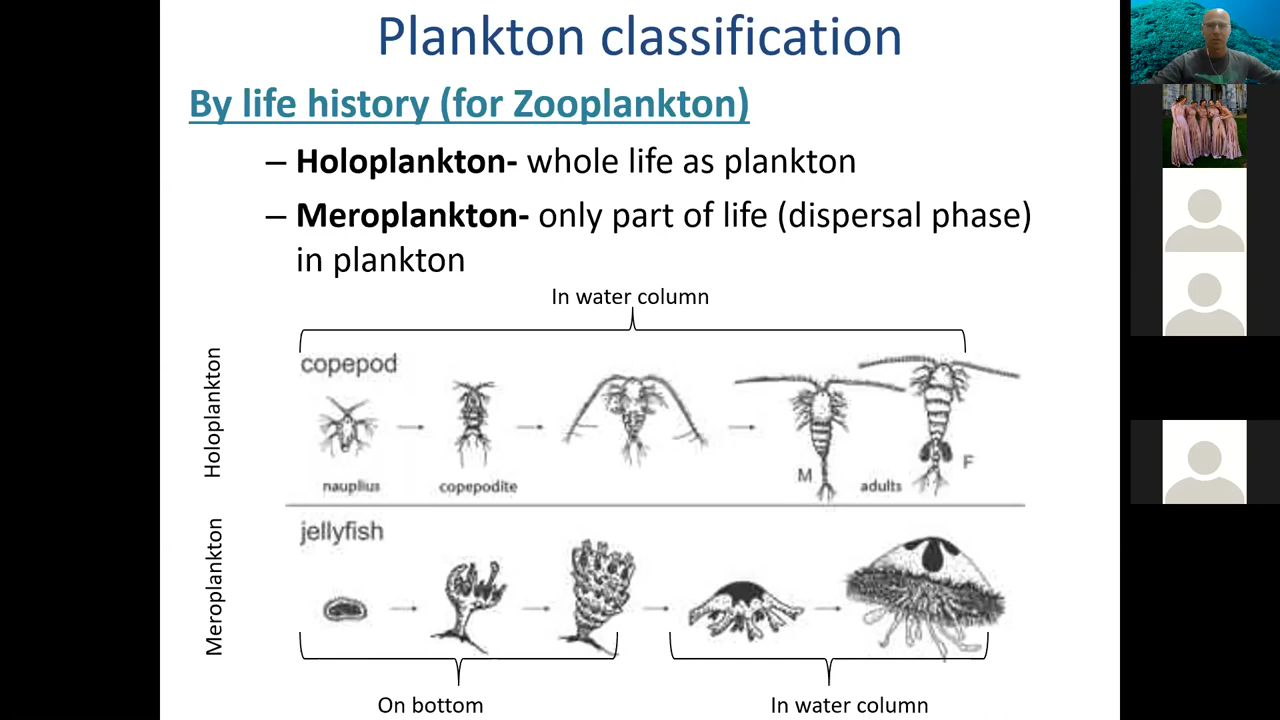 Plankton classification
By life history (for Zooplankton)
– Holoplankton- whole life as plankton
– Meroplankton- only part of life (dispersal phase)
in plankton
In water column
Holoplankton
copepod
nauplius
copepodite
M
adults
F
Meroplankton
jellyfish
On bottom
In water column